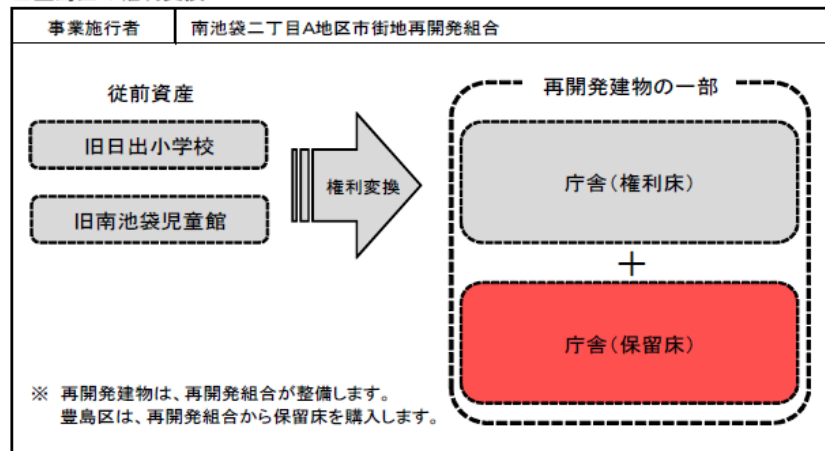 事業施行者
南池袋二丁目A地区市街地再開発組合
従前資産
旧日出小学校
旧南池袋児童館
権利変換
再開発建物の一部
庁舎(権利床)
+
庁舎(保留床)
※ 再開発建物は、再開発組合が整備します。
豊島区は、再開発組合から保留床を購入します。